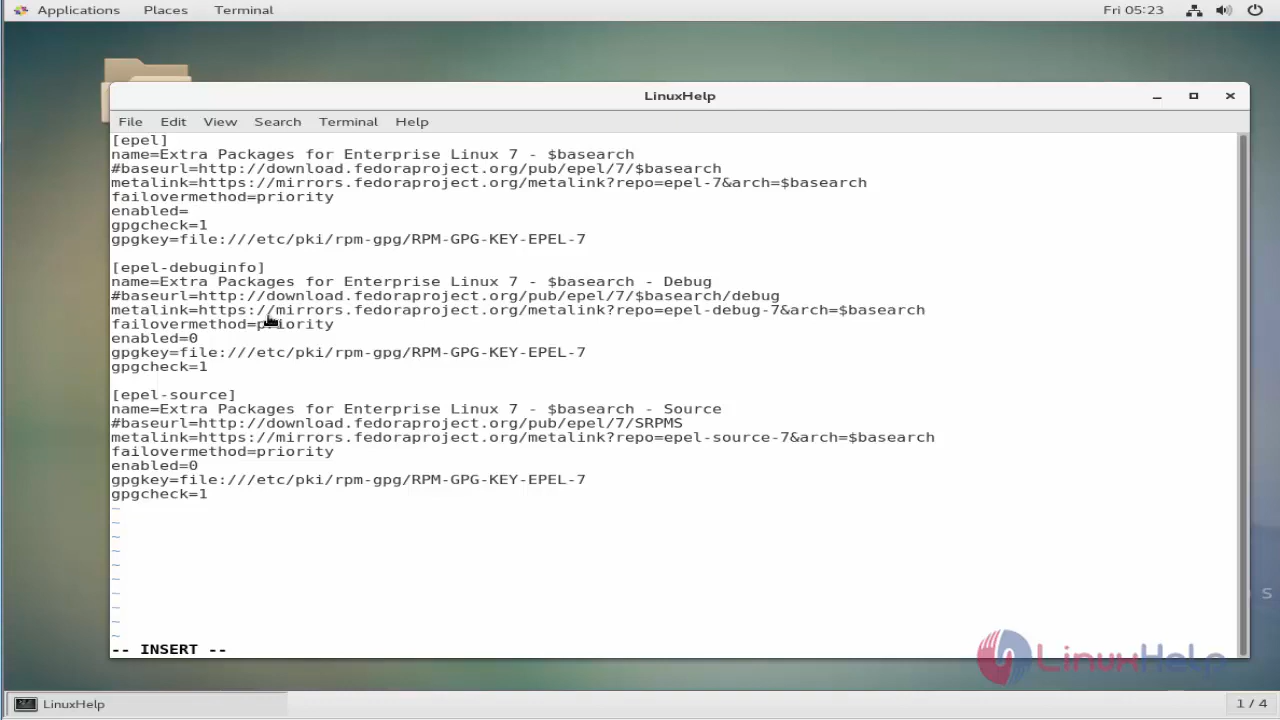 Applications Places Terminal Fri 05:23
LinuxHelp
File Edit View Search Terminal Help
[epel]
name=Extra Packages for Enterprise Linux 7 - $basearch
#baseurl=http://download.fedoraproject.org/pub/epel/7/$basearch
metalink=https://mirrors.fedoraproject.org/metalink?repo=epel-7&arch=$basearch
failovermethod=priority
enabled=
gpgcheck=1
gpgkey=file:///etc/pki/rpm-gpg/RPM-GPG-KEY-EPEL-7
[epel-debuginfo]
name=Extra Packages for Enterprise Linux 7 - $basearch - Debug
#baseurl=http://download.fedoraproject.org/pub/epel/7/$basearch/debug
metalink=https://mirrors.fedoraproject.org/metalink?repo=epel-debug-7&arch=$basearch
failovermethod=priority
enabled=0
gpgkey=file:///etc/pki/rpm-gpg/RPM-GPG-KEY-EPEL-7
gpgcheck=1
[epel-source]
name=Extra Packages for Enterprise Linux 7 - $basearch - Source
#baseurl=http://download.fedoraproject.org/pub/epel/7/SRPMS
metalink=https://mirrors.fedoraproject.org/metalink?repo=epel-source-7&arch=$basearch
failovermethod=priority
enabled=0
gpgkey=file:///etc/pki/rpm-gpg/RPM-GPG-KEY-EPEL-7
gpgcheck=1
~
~
~
~
~
~
~
~
~
~
-- INSERT --
S
LinuxHelp
LinuxHelp 1 / 4